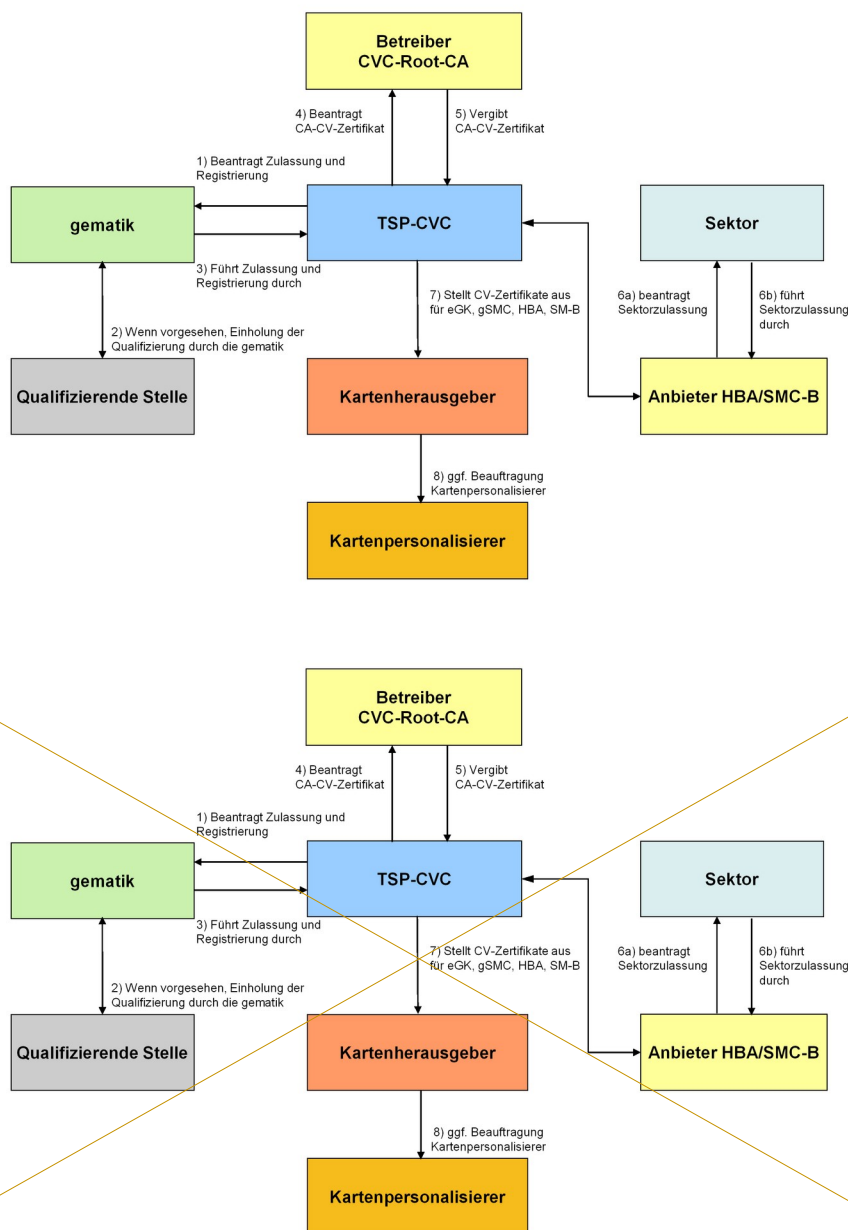 Betreiber
CVC-Root-CA
4) Beantragt
CA-CV-Zertifikat
5) Vergibt
CA-CV-Zertifikat
1) Beantragt Zulassung und
Registrierung
gematik
TSP-CVC
Sektor
3) Führt Zulassung und
Registrierung durch
7) Stellt CV-Zertifikate aus
für eGK, gSMC, HBA, SM-B
6a) beantragt
Sektorzulassung
6b) führt
Sektorzulassung
durch
2) Wenn vorgesehen, Einholung der
Qualifizierung durch die gematik
Qualifizierende Stelle
Kartenherausgeber
Anbieter HBA/SMC-B
8) ggf. Beauftragung
Kartenpersonalisierer
Kartenpersonalisierer
Betreiber
CVC-Root-CA
4) Beantragt
CA-CV-Zertifikat
5) Vergibt
CA-CV-Zertifikat
1) Beantragt Zulassung und
Registrierung
gematik
TSP-CVC
Sektor
3) Führt Zulassung und
Registrierung durch
7) Stellt CV-Zertifikate aus
für eGK, gSMC, HBA, SM-B
6a) beantragt
Sektorzulassung
6b) führt
Sektorzulassung
durch
2) Wenn vorgesehen, Einholung der
Qualifizierung durch die gematik
Qualifizierende Stelle
Kartenherausgeber
Anbieter HBA/SMC-B
8) ggf. Beauftragung
Kartenpersonalisierer
Kartenpersonalisierer